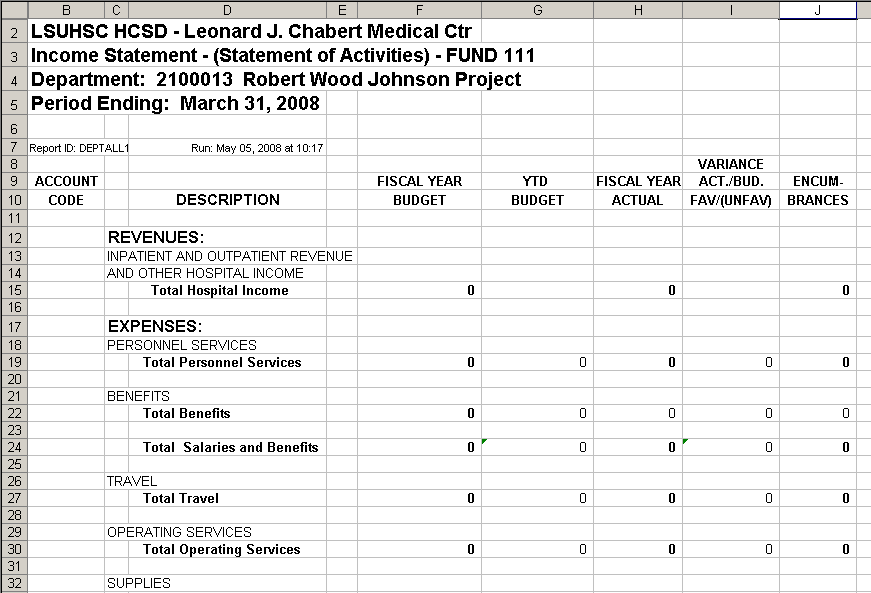 B C D E F G H I J
2 LSUHSC HCSD - Leonard J. Chabert Medical Ctr
3 Income Statement - (Statement of Activities) - FUND 111
4 Department: 2100013 Robert Wood Johnson Project
5 Period Ending: March 31, 2008
6
7 Report ID: DEPTALL1 Run: May 05, 2008 at 10:17
8 VARIANCE
9 ACCOUNT FISCAL YEAR YTD FISCAL YEAR ACT./BUD. ENCUM-
10 CODE DESCRIPTION BUDGET BUDGET ACTUAL FAV/(UNFAV) BRANCES
11
12 REVENUES:
13 INPATIENT AND OUTPATIENT REVENUE
14 AND OTHER HOSPITAL INCOME
15 Total Hospital Income 0 0 0
16
17 EXPENSES:
18 PERSONNEL SERVICES
19 Total Personnel Services 0 0 0 0 0
20
21 BENEFITS
22 Total Benefits 0 0 0 0 0
23
24 Total Salaries and Benefits 0 0 0 0 0
25
26 TRAVEL
27 Total Travel 0 0 0 0 0
28
29 OPERATING SERVICES
30 Total Operating Services 0 0 0 0 0
31
32 SUPPLIES